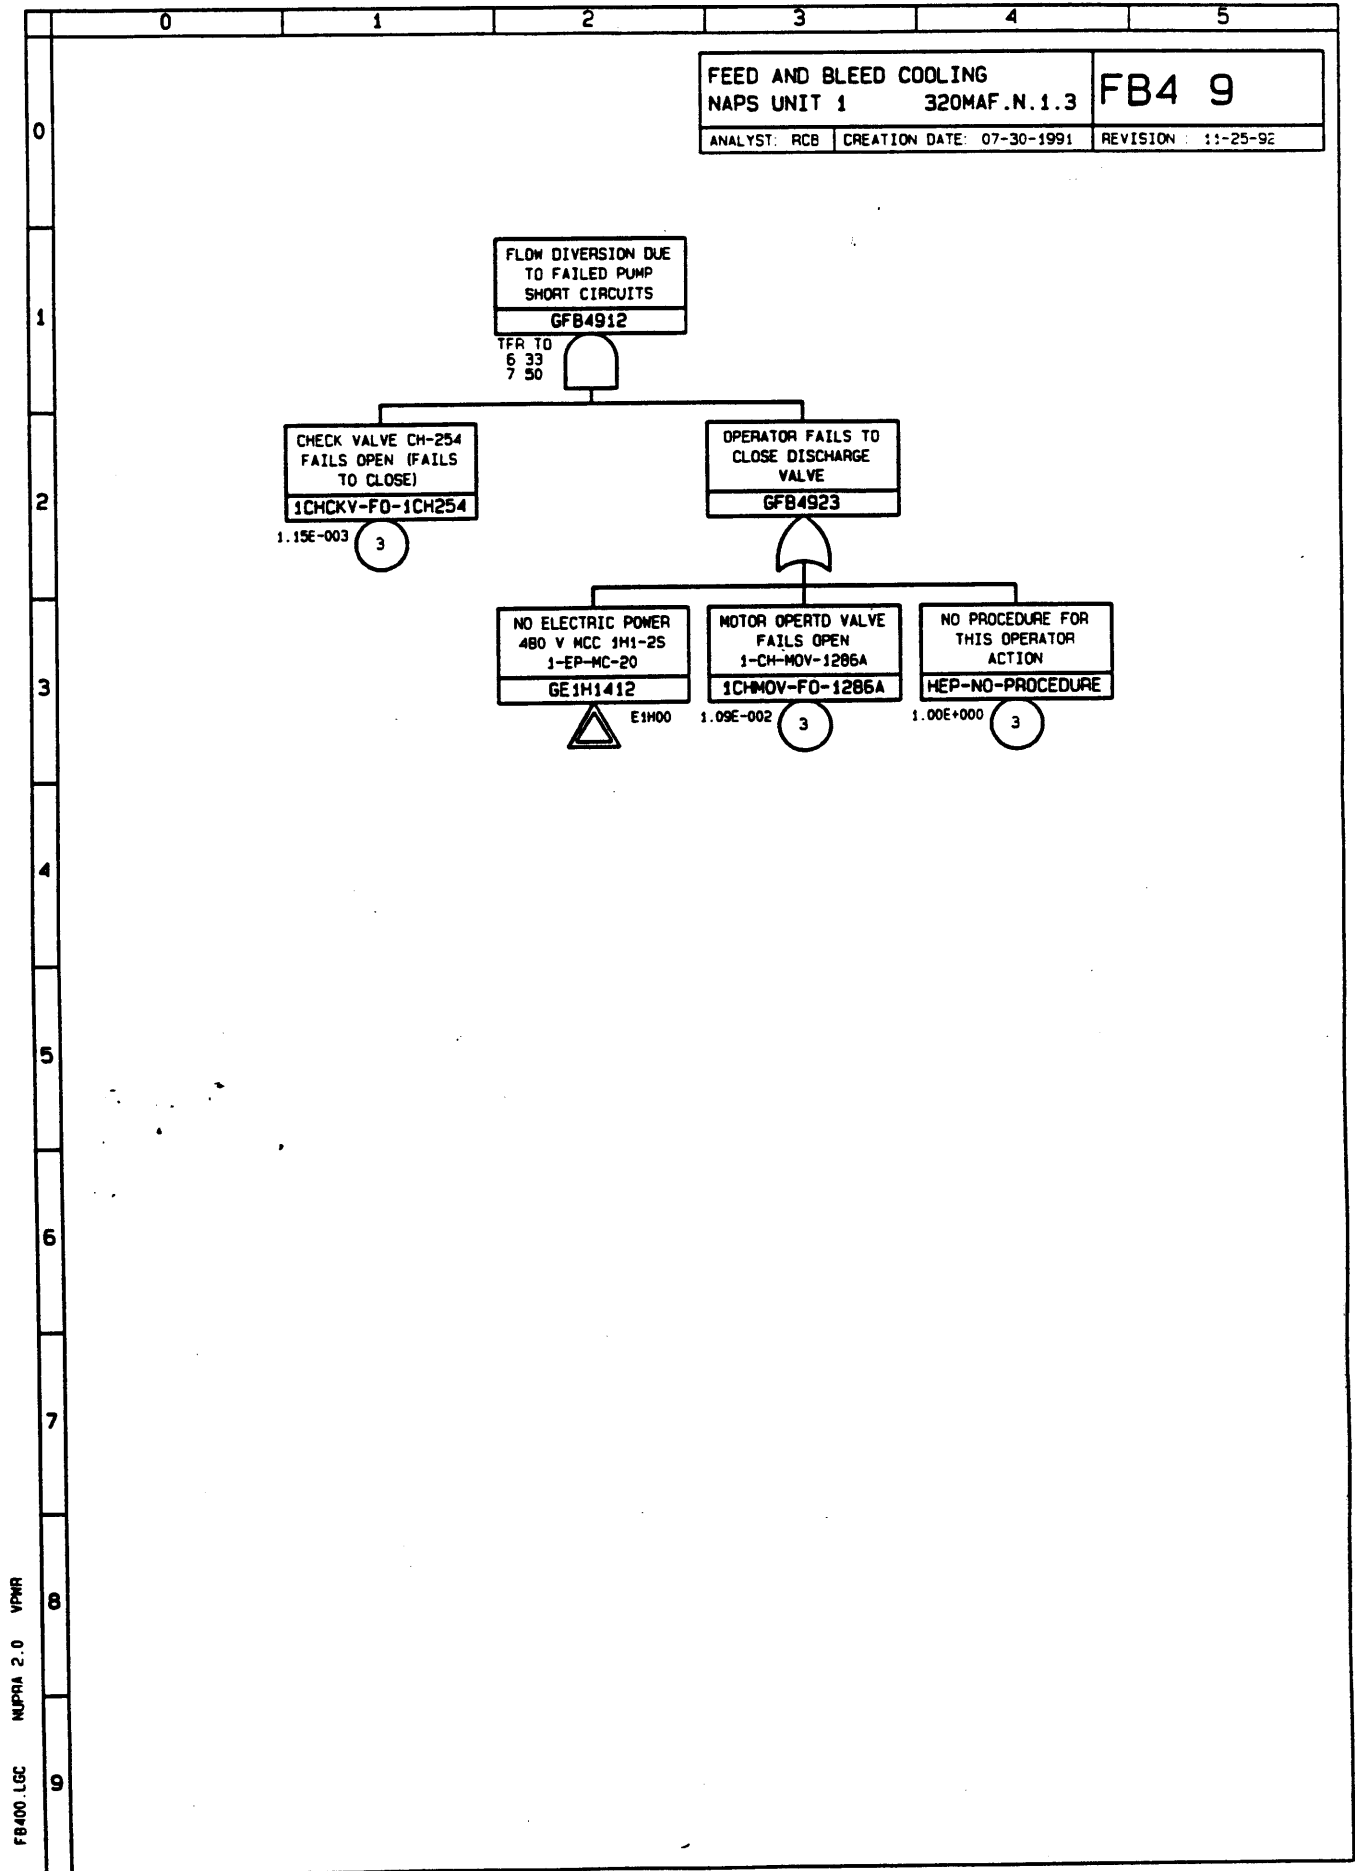 0 1 2 3 4 5
FEED AND BLEED COOLING
NAPS UNIT 1 320MAF.N.1.3
FB4 9
ANALYST: RCB CREATION DATE: 07-30-1991 REVISION : 11-25-92
0
1
2
3
4
5
6
7
8
9
FLOW DIVERSION DUE
TO FAILED PUMP
SHORT CIRCUITS
GFB4912
TFR TO
6 33
7 50
CHECK VALVE CH-254
FAILS OPEN (FAILS
TO CLOSE)
1CHCKV-FO-1CH254
1.15E-003
3
OPERATOR FAILS TO
CLOSE DISCHARGE
VALVE
GFB4923
NO ELECTRIC POWER
480 V MCC 1H1-2S
1-EP-MC-20
GE1H1412
E1H00
MOTOR OPERTD VALVE
FAILS OPEN
1-CH-MOV-1286A
1CHMOV-FO-1286A
1.09E-002
3
NO PROCEDURE FOR
THIS OPERATOR
ACTION
HEP-NO-PROCEDURE
1.00E+000
3
FB400.LGC NUPRA 2.0 VPWR